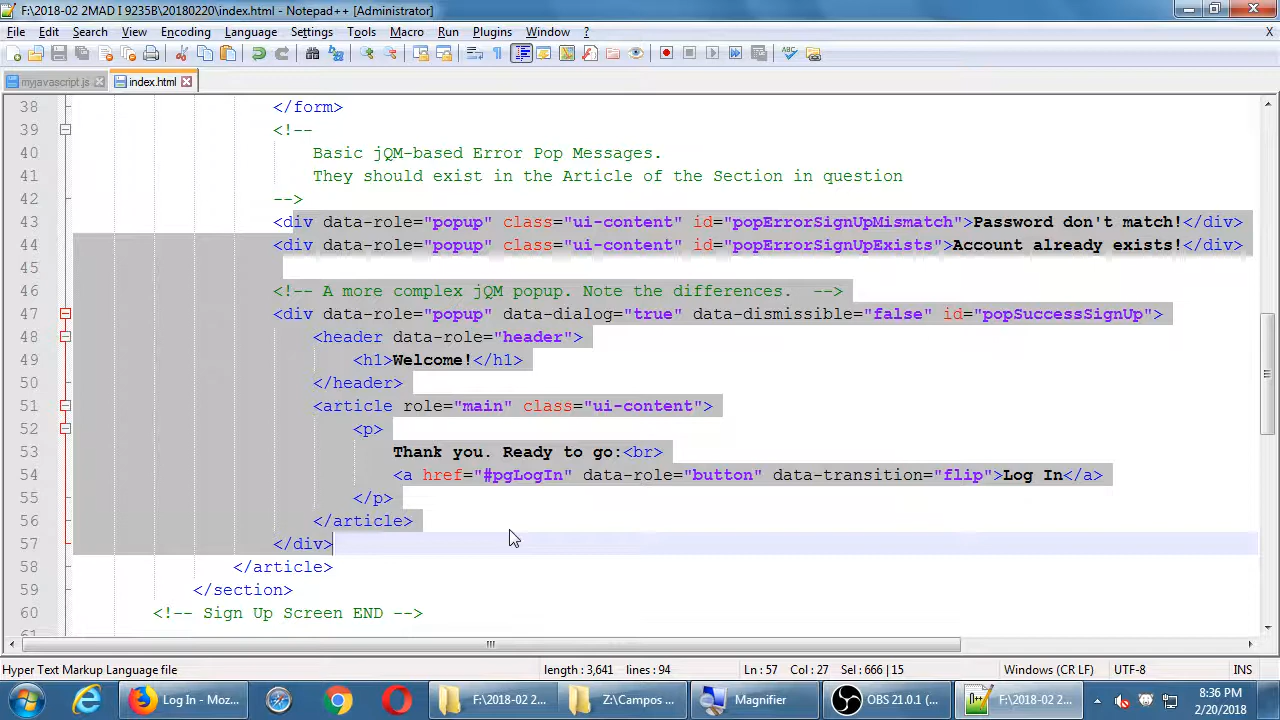 F:\2018-02 2MAD I 9235B\20180220\index.html - Notepad++ [Administrator]
File Edit Search View Encoding Language Settings Tools Macro Run Plugins Window ? X
myjavascript.js index.html
38 </form>
39 <!--
40 Basic jQM-based Error Pop Messages.
41 They should exist in the Article of the Section in question
42 -->
43 <div data-role="popup" class="ui-content" id="popErrorSignUpMismatch">Password don't match!</div>
44 <div data-role="popup" class="ui-content" id="popErrorSignUpExists">Account already exists!</div>
45
46 <!-- A more complex jQM popup. Note the differences. -->
47 <div data-role="popup" data-dialog="true" data-dismissible="false" id="popSuccessSignUp">
48 <header data-role="header">
49 <h1>Welcome!</h1>
50 </header>
51 <article role="main" class="ui-content">
52 <p>
53 Thank you. Ready to go:<br>
54 <a href="#pgLogIn" data-role="button" data-transition="flip">Log In</a>
55 </p>
56 </article>
57 </div>
58 </article>
59 </section>
60 <!-- Sign Up Screen END -->
61
Hyper Text Markup Language file length : 3,641 lines : 94 Ln : 57 Col : 27 Sel : 666 | 15 Windows (CR LF) UTF-8 INS
Log In - Moz... F:\2018-02 2... Z:\Campos ... Magnifier OBS 21.0.1 (... F:\2018-02 2... 8:36 PM
2/20/2018